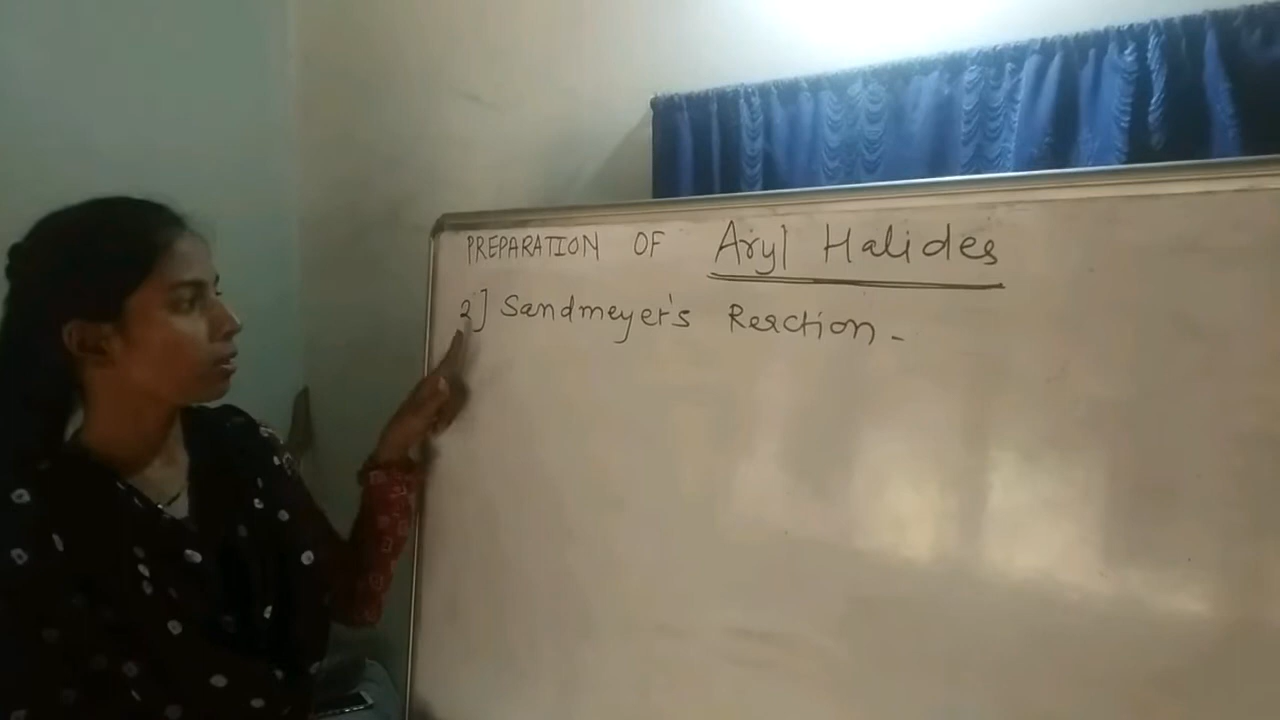 PREPARATION OF Aryl Halides
2] Sandmeyer's Reaction -